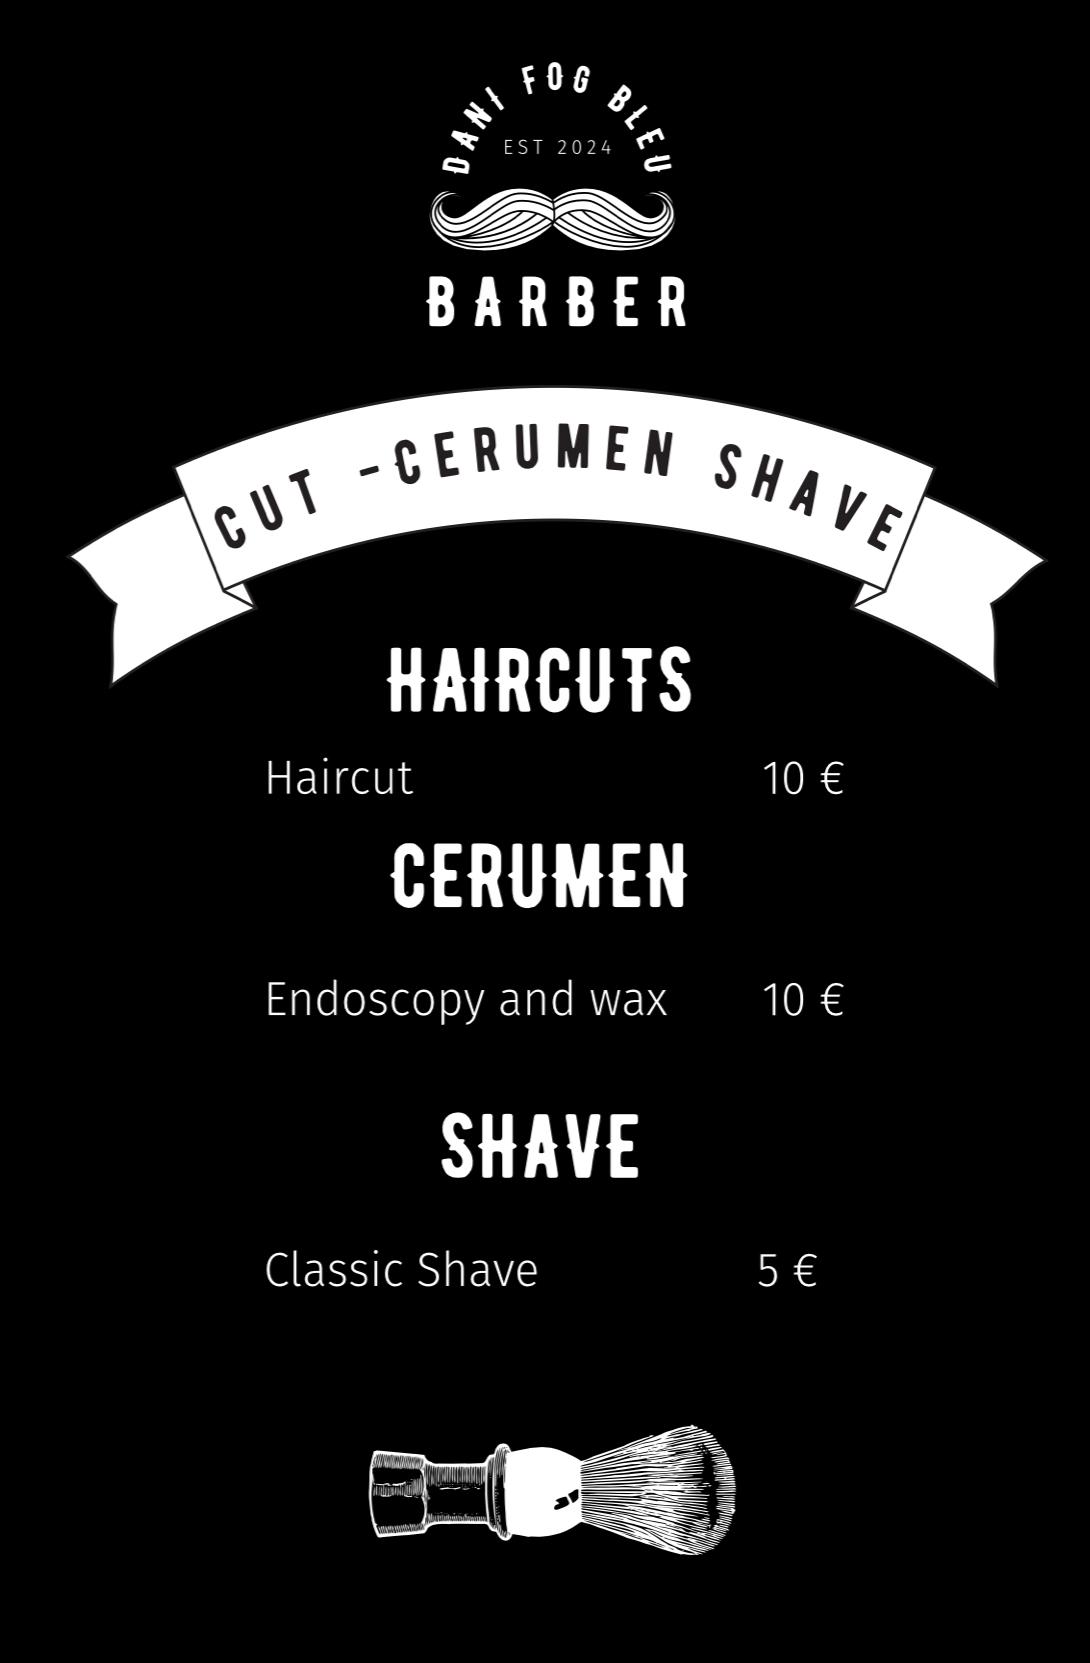 DANI FOG BLEU
EST 2024
BARBER
CUT -CERUMEN SHAVE
HAIRCUTS
Haircut 10 €
CERUMEN
Endoscopy and wax 10 €
SHAVE
Classic Shave 5 €